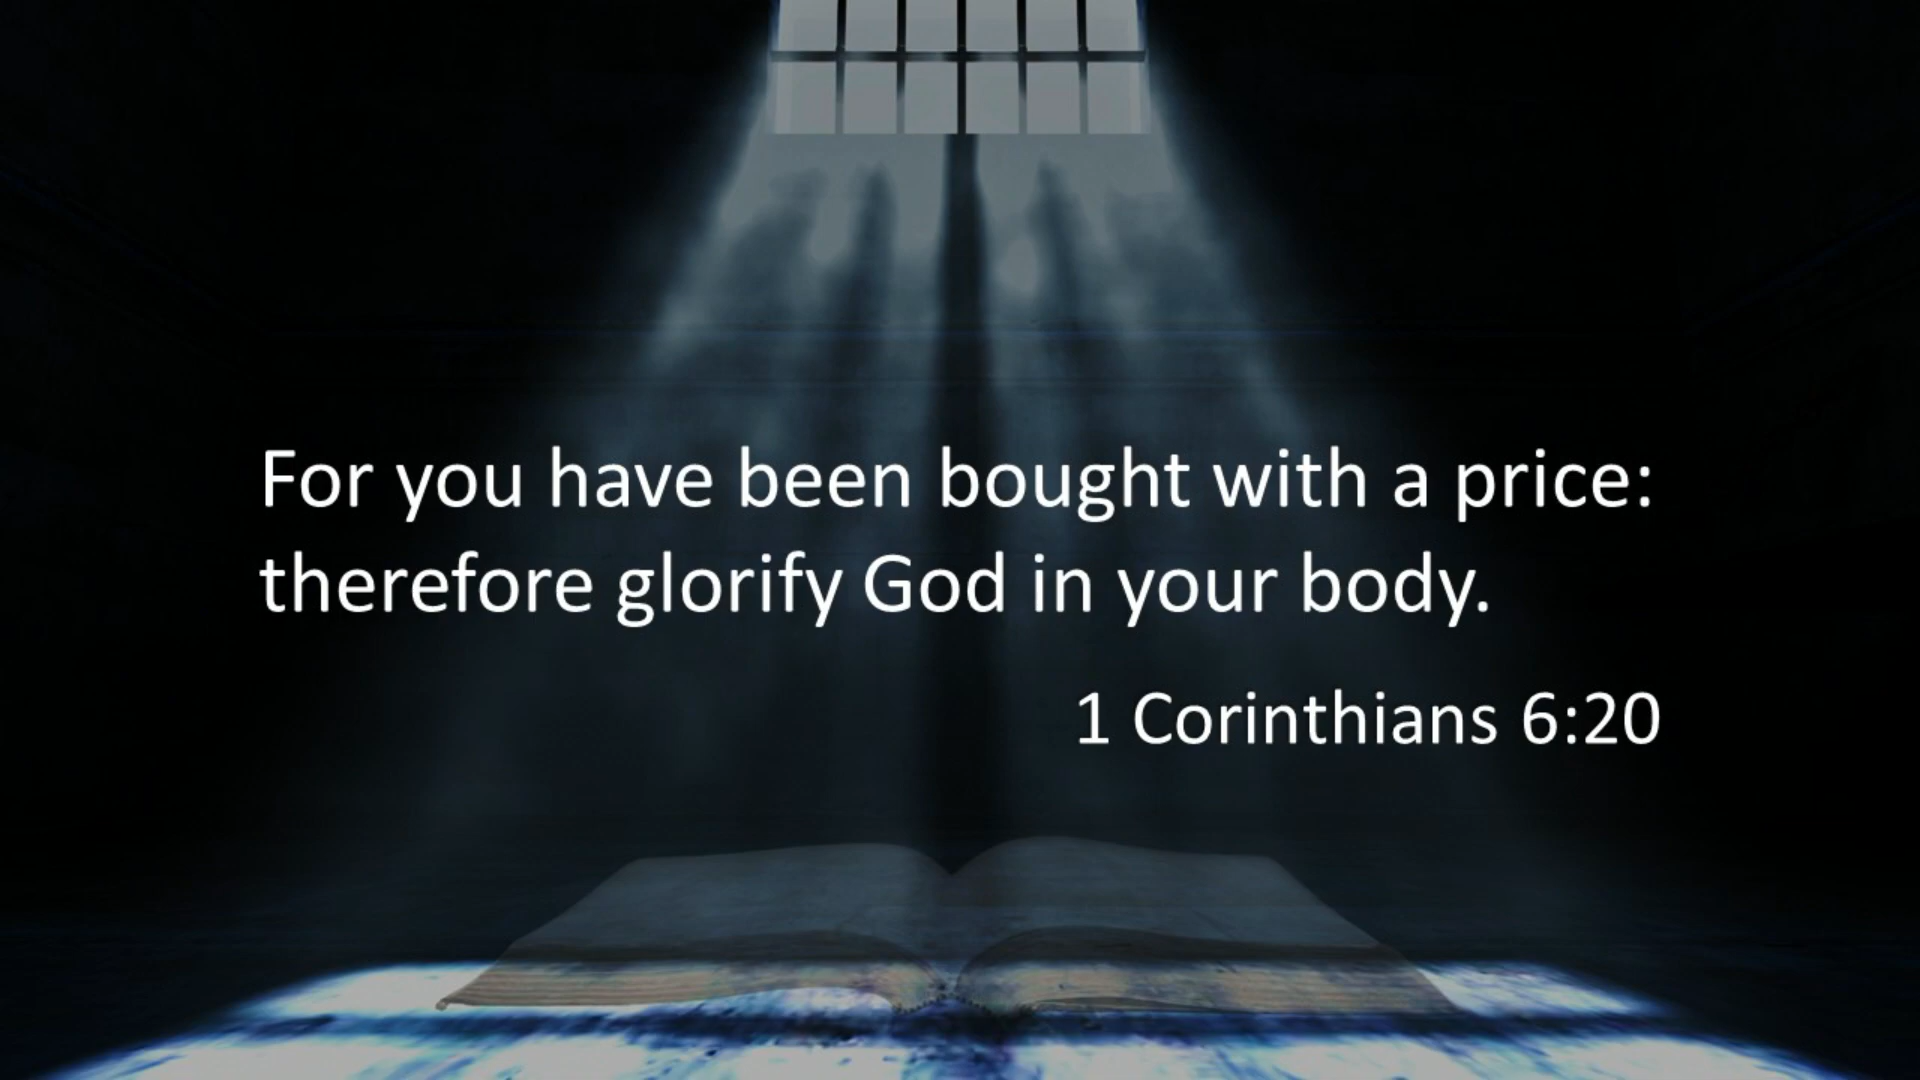 For you have been bought with a price:
therefore glorify God in your body.
1 Corinthians 6:20